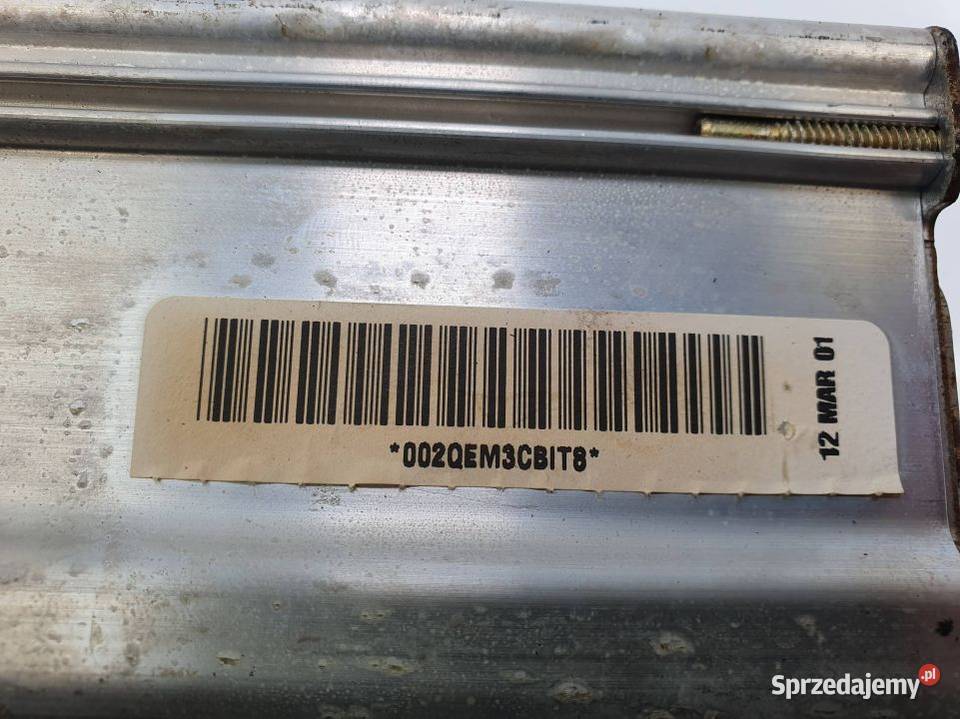 *002QEM3CBIT8*
12 MAR 01
Sprzedajemy.pl